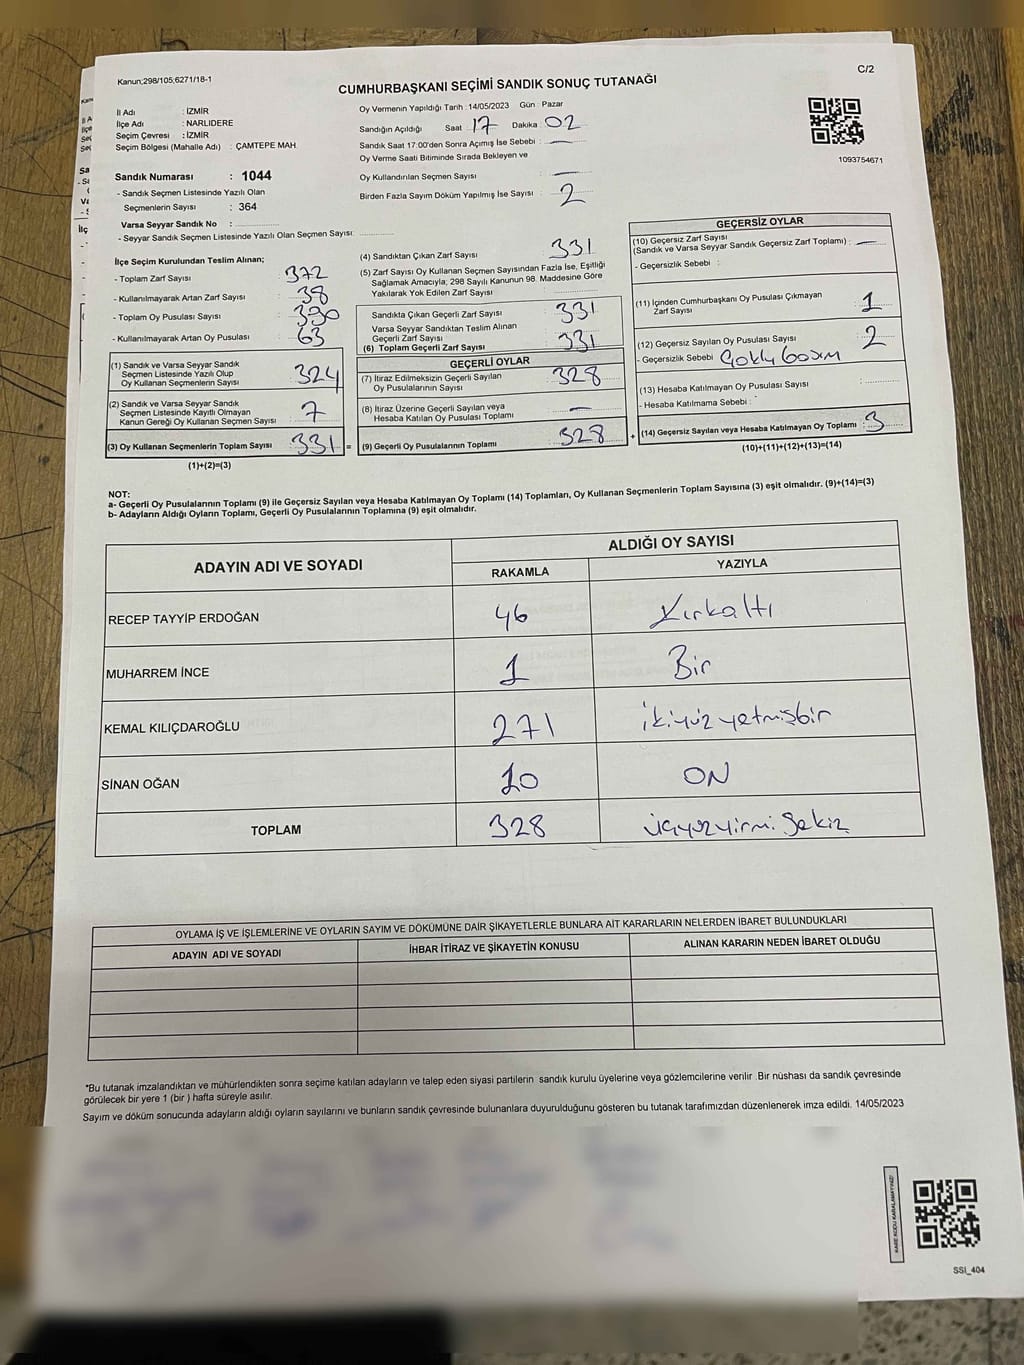 Kanun;298/105;6271/18-1
C/2
CUMHURBAŞKANI SEÇİMİ SANDIK SONUÇ TUTANAĞI
İl Adı : İZMİR
İlçe Adı : NARLIDERE
Seçim Çevresi : İZMİR
Seçim Bölgesi (Mahalle Adı) : ÇAMTEPE MAH
Oy Vermenin Yapıldığı Tarih : 14/05/2023 Gün : Pazar
Sandığın Açıldığı Saat 17 Dakika 02
Sandık Saat 17:00'den Sonra Açımış İse Sebebi : —
Oy Verme Saati Bitiminde Sırada Bekleyen ve
Oy Kullandırılan Seçmen Sayısı : —
Birden Fazla Sayım Döküm Yapılmış İse Sayısı : 2
1093754671
Sandık Numarası : 1044
- Sandık Seçmen Listesinde Yazılı Olan
Seçmenlerin Sayısı : 364
Varsa Seyyar Sandık No :
- Seyyar Sandık Seçmen Listesinde Yazılı Olan Seçmen Sayısı:
İlçe Seçim Kurulundan Teslim Alınan;
- Toplam Zarf Sayısı 372
- Kullanılmayarak Artan Zarf Sayısı 38
- Toplam Oy Pusulası Sayısı 390
- Kullanılmayarak Artan Oy Pusulası 63
(1) Sandık ve Varsa Seyyar Sandık
Seçmen Listesinde Yazılı Olup
Oy Kullanan Seçmenlerin Sayısı 324
(2) Sandık ve Varsa Seyyar Sandık
Seçmen Listesinde Kayıtlı Olmayan
Kanun Gereği Oy Kullanan Seçmen Sayısı 7
(3) Oy Kullanan Seçmenlerin Toplam Sayısı 331 =
(1)+(2)=(3)
(4) Sandıktan Çıkan Zarf Sayısı 331
(5) Zarf Sayısı Oy Kullanan Seçmen Sayısından Fazla İse, Eşitliği
Sağlamak Amacıyla; 298 Sayılı Kanunun 98. Maddesine Göre
Yakılarak Yok Edilen Zarf Sayısı
Sandıkta Çıkan Geçerli Zarf Sayısı 331
Varsa Seyyar Sandıktan Teslim Alınan
Geçerli Zarf Sayısı
(6) Toplam Geçerli Zarf Sayısı 331
GEÇERLİ OYLAR
(7) İtiraz Edilmeksizin Geçerli Sayılan
Oy Pusulalarının Sayısı 328
(8) İtiraz Üzerine Geçerli Sayılan veya
Hesaba Katılan Oy Pusulası Toplamı —
(9) Geçerli Oy Pusulalarının Toplamı 328 +
GEÇERSİZ OYLAR
(10) Geçersiz Zarf Sayısı
(Sandık ve Varsa Seyyar Sandık Geçersiz Zarf Toplamı) : —
- Geçersizlik Sebebi :
(11) İçinden Cumhurbaşkanı Oy Pusulası Çıkmayan
Zarf Sayısı 1
(12) Geçersiz Sayılan Oy Pusulası Sayısı 2
- Geçersizlik Sebebi Çoklu basım
(13) Hesaba Katılmayan Oy Pusulası Sayısı :
- Hesaba Katılmama Sebebi :
(14) Geçersiz Sayılan veya Hesaba Katılmayan Oy Toplamı : 3
(10)+(11)+(12)+(13)=(14)
NOT:
a- Geçerli Oy Pusulalarının Toplamı (9) ile Geçersiz Sayılan veya Hesaba Katılmayan Oy Toplamı (14) Toplamları, Oy Kullanan Seçmenlerin Toplam Sayısına (3) eşit olmalıdır. (9)+(14)=(3)
b- Adayların Aldığı Oyların Toplamı, Geçerli Oy Pusulalarının Toplamına (9) eşit olmalıdır.
ADAYIN ADI VE SOYADI
ALDIĞI OY SAYISI
RAKAMLA YAZIYLA
RECEP TAYYİP ERDOĞAN 46 Kırkaltı
MUHARREM İNCE 1 Bir
KEMAL KILIÇDAROĞLU 271 ikiyüz yetmişbir
SİNAN OĞAN 10 ON
TOPLAM 328 üçyüzyirmi Sekiz
OYLAMA İŞ VE İŞLEMLERİNE VE OYLARIN SAYIM VE DÖKÜMÜNE DAİR ŞİKAYETLERLE BUNLARA AİT KARARLARIN NELERDEN İBARET BULUNDUKLARI
ADAYIN ADI VE SOYADI İHBAR İTİRAZ VE ŞİKAYETİN KONUSU ALINAN KARARIN NEDEN İBARET OLDUĞU
*Bu tutanak imzalandıktan ve mühürlendikten sonra seçime katılan adayların ve talep eden siyasi partilerin sandık kurulu üyelerine veya gözlemcilerine verilir .Bir nüshası da sandık çevresinde
görülecek bir yere 1 (bir ) hafta süreyle asılır.
Sayım ve döküm sonucunda adayların aldığı oyların sayılarını ve bunların sandık çevresinde bulunanlara duyurulduğunu gösteren bu tutanak tarafımızdan düzenlenerek imza edildi. 14/05/2023
KARE KODU KARALAMAYINIZ!
SSİ_404